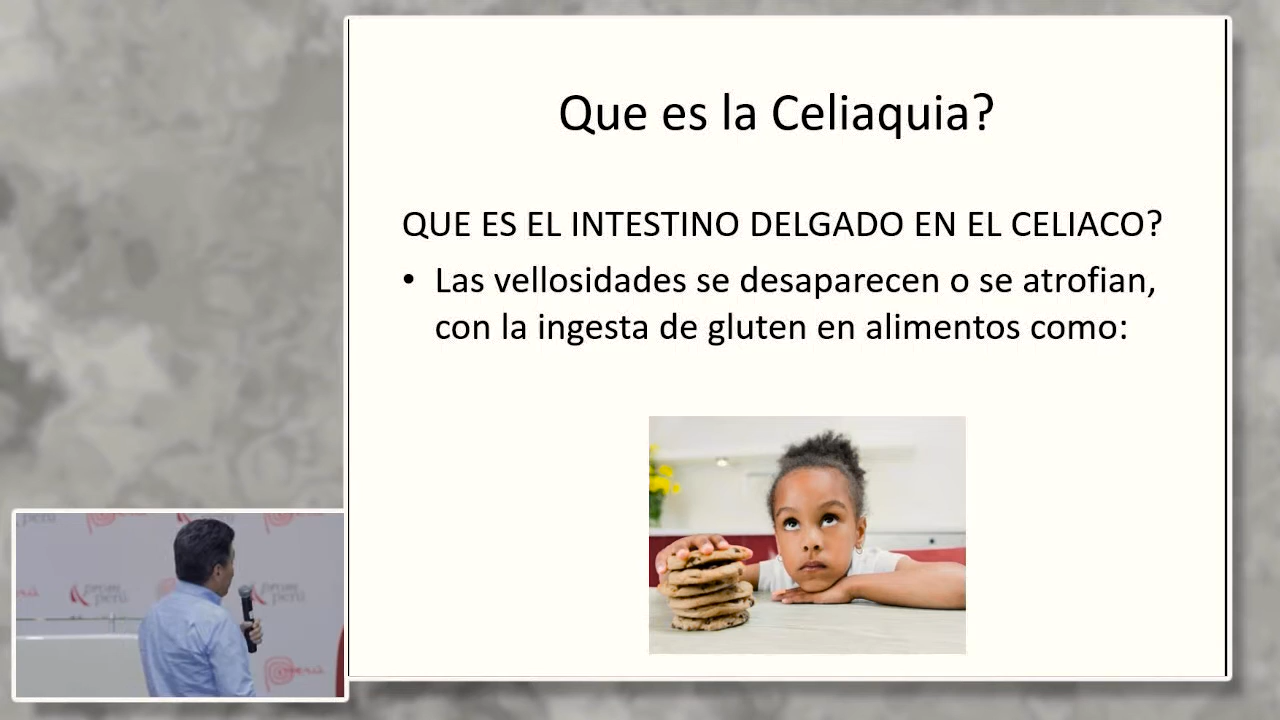 Que es la Celiaquia?
QUE ES EL INTESTINO DELGADO EN EL CELIACO?
• Las vellosidades se desaparecen o se atrofian,
con la ingesta de gluten en alimentos como:
perú